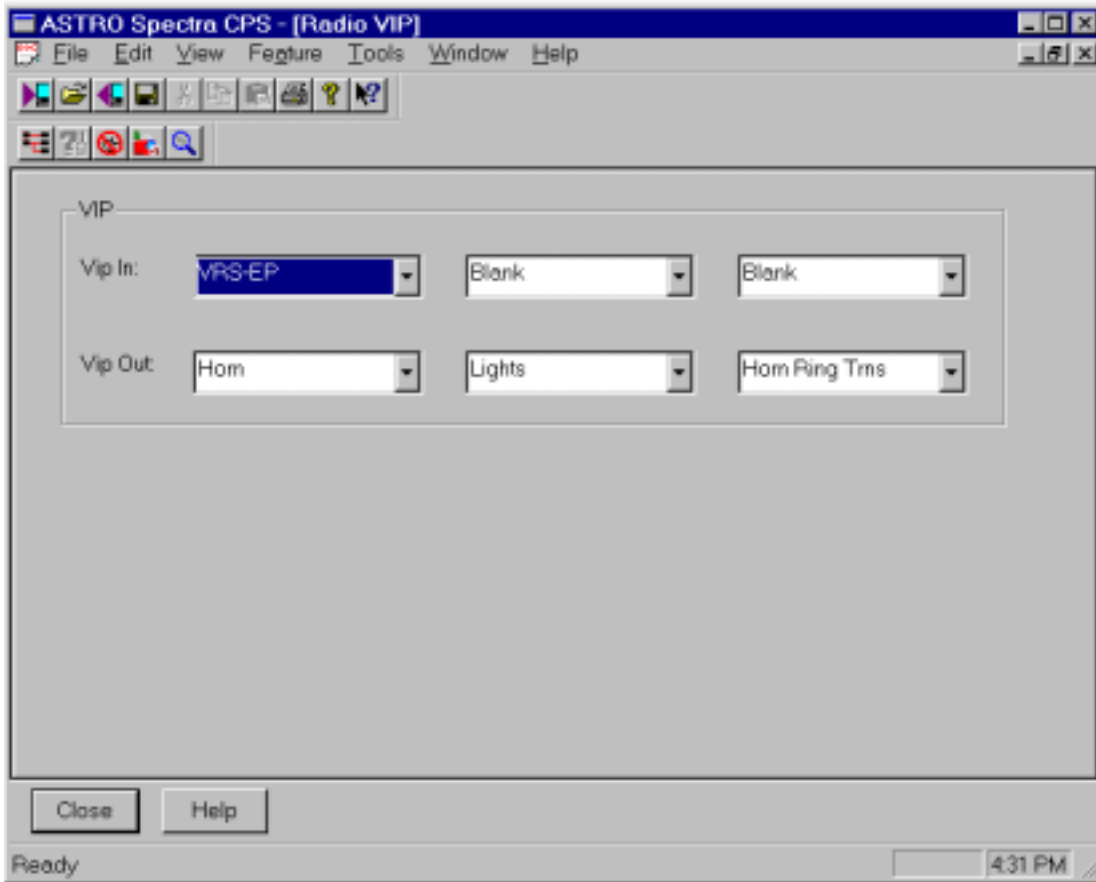 ASTRO Spectra CPS - [Radio VIP]
File Edit View Feature Tools Window Help
VIP
Vip In: VRS-EP Blank Blank
Vip Out: Horn Lights Horn Ring Trns
Close Help
Ready 4:31 PM